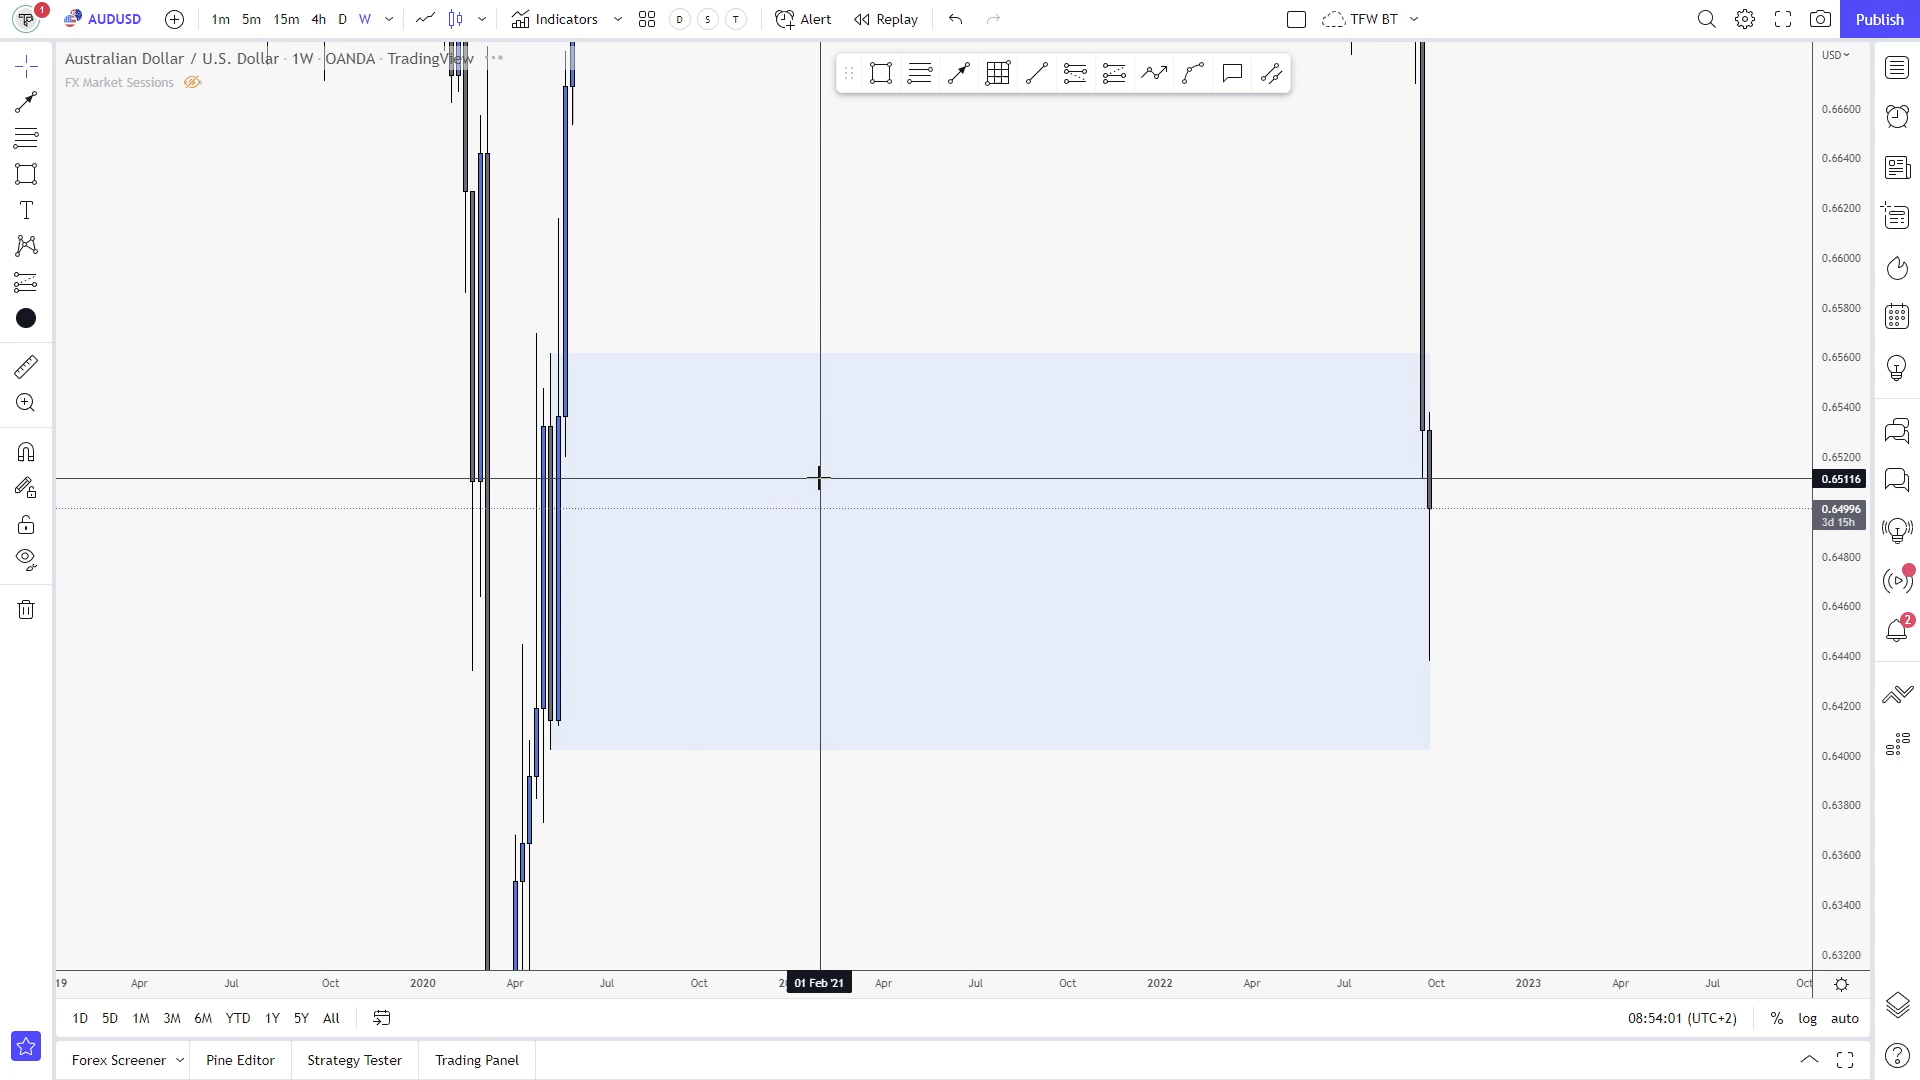 1
AUDUSD
1m 5m 15m 4h D W
Indicators
D S T
Alert
Replay
TFW BT
Publish
Australian Dollar / U.S. Dollar · 1W · OANDA · TradingView
FX Market Sessions
USD
0.66600
0.66400
0.66200
0.66000
0.65800
0.65600
0.65400
0.65200
0.65116
0.64996
3d 15h
0.64800
0.64600
0.64400
0.64200
0.64000
0.63800
0.63600
0.63400
0.63200
2
19 Apr Jul Oct 2020 Apr Jul Oct 01 Feb '21 Apr Jul Oct 2022 Apr Jul Oct 2023 Apr Jul Oct
1D 5D 1M 3M 6M YTD 1Y 5Y All
08:54:01 (UTC+2)
% log auto
Forex Screener Pine Editor Strategy Tester Trading Panel